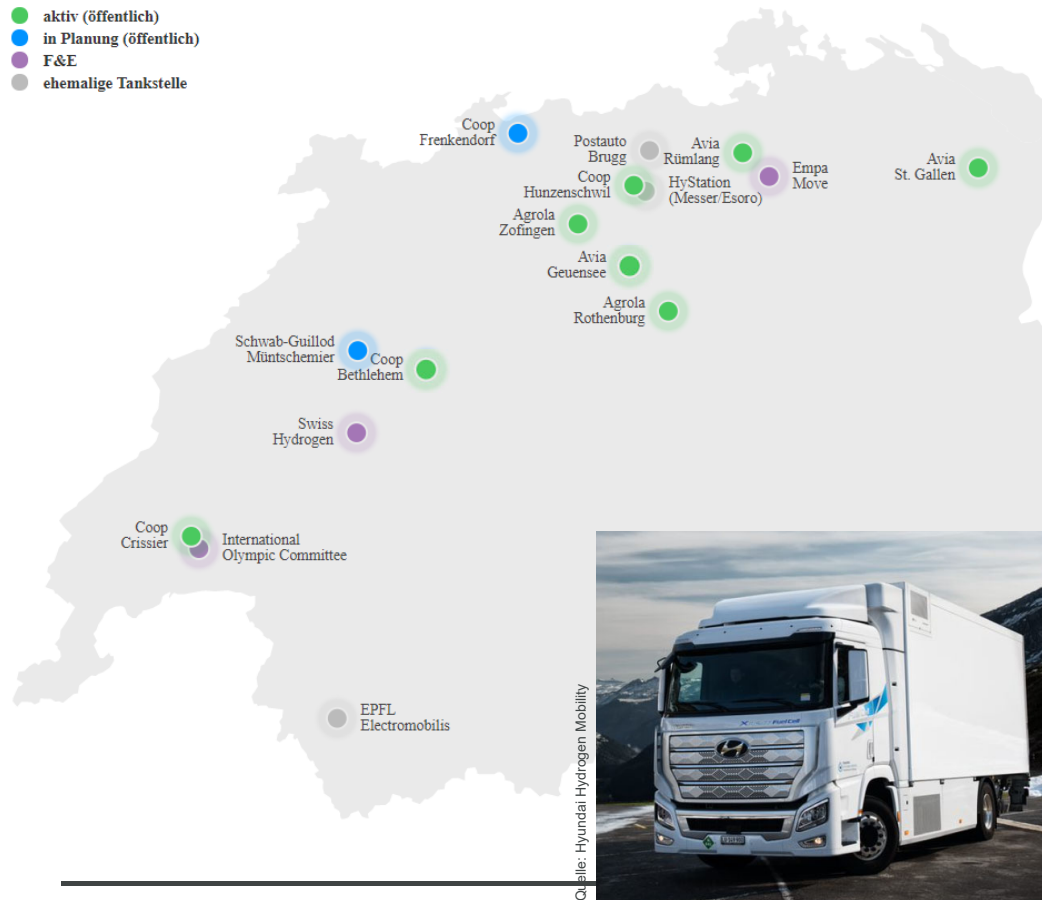 aktiv (öffentlich)
in Planung (öffentlich)
F&E
ehemalige Tankstelle
Coop
Frenkendorf
Postauto
Brugg
Avia
Rümlang
Empa
Move
Avia
St. Gallen
Coop
Hunzenschwil
HyStation
(Messer/Esoro)
Agrola
Zofingen
Avia
Geuensee
Agrola
Rothenburg
Schwab-Guillod
Müntschemier
Coop
Bethlehem
Swiss
Hydrogen
Coop
Crissier
International
Olympic Committee
EPFL
Electromobilis
Quelle: Hyundai Hydrogen Mobility
FuelCell